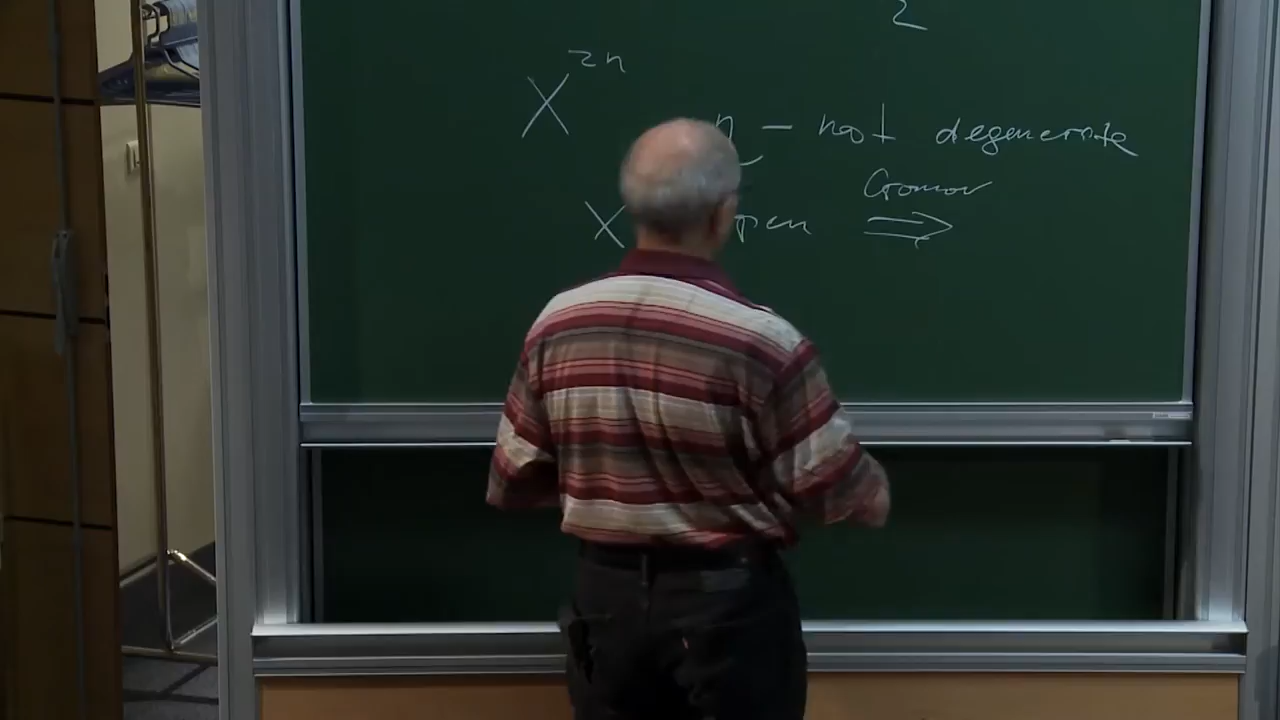 2
X²ⁿ
η – not degenerate
Gromov
X open ⇒